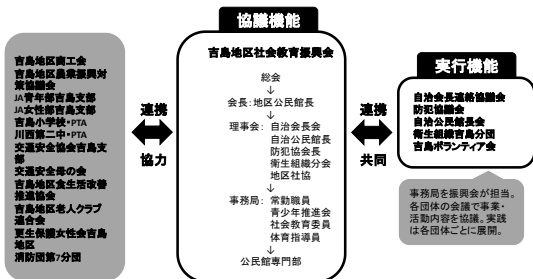 協議機能
吉島地区商工会
吉島地区農業振興対
策協議会
JA青年部吉島支部
JA女性部吉島支部
吉島小学校・PTA
川西第二中・PTA
交通安全協会吉島支
部
交通安全母の会
吉島地区食生活改善
推進協会
吉島地区老人クラブ
連合会
更生保護女性会吉島
地区
消防団第7分団
連携
協力
吉島地区社会教育振興会
総会
↓
会長:地区公民館長
↓
理事会: 自治会長会
自治公民館長
防犯協会長
衛生組織分会
地区社協
↓
事務局: 常勤職員
青少年推進会
社会教育委員
体育指導員
↓
公民館専門部
連携
共同
実行機能
自治会長連絡協議会
防犯協議会
自治公民館長会
衛生組織吉島分団
吉島ボランティア会
事務局を振興会が担当。
各団体の会議で事業・
活動内容を協議。実践
は各団体ごとに展開。